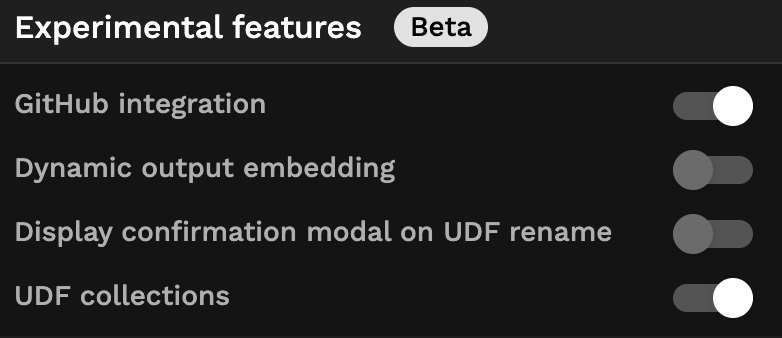 Experimental features Beta
GitHub integration
Dynamic output embedding
Display confirmation modal on UDF rename
UDF collections